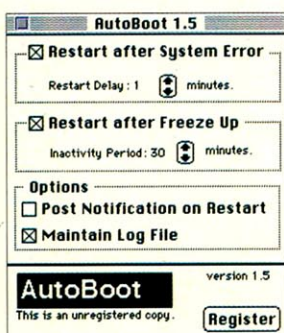 AutoBoot 1.5
Restart after System Error
Restart Delay: 1 minutes.
Restart after Freeze Up
Inactivity Period: 30 minutes.
Options
Post Notification on Restart
Maintain Log File
AutoBoot
version 1.5
This is an unregistered copy.
Register